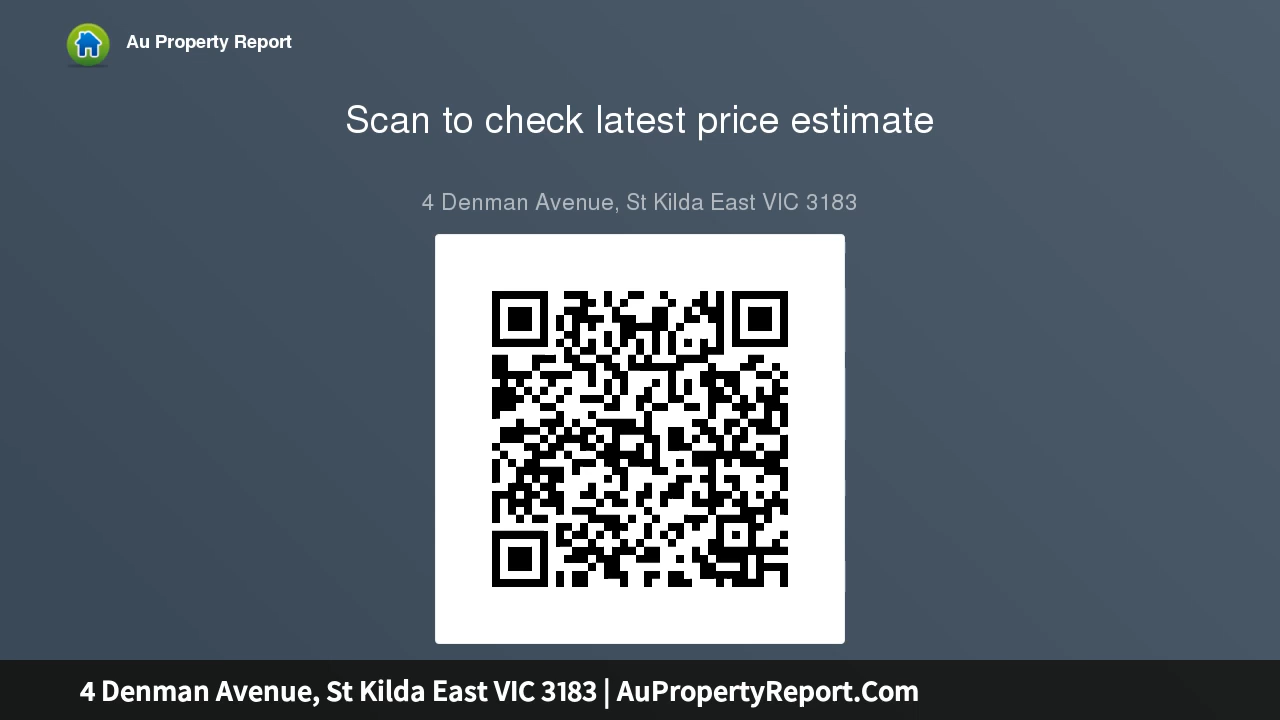 Au Property Report
Scan to check latest price estimate
4 Denman Avenue, St Kilda East VIC 3183
4 Denman Avenue, St Kilda East VIC 3183 | AuPropertyReport.Com